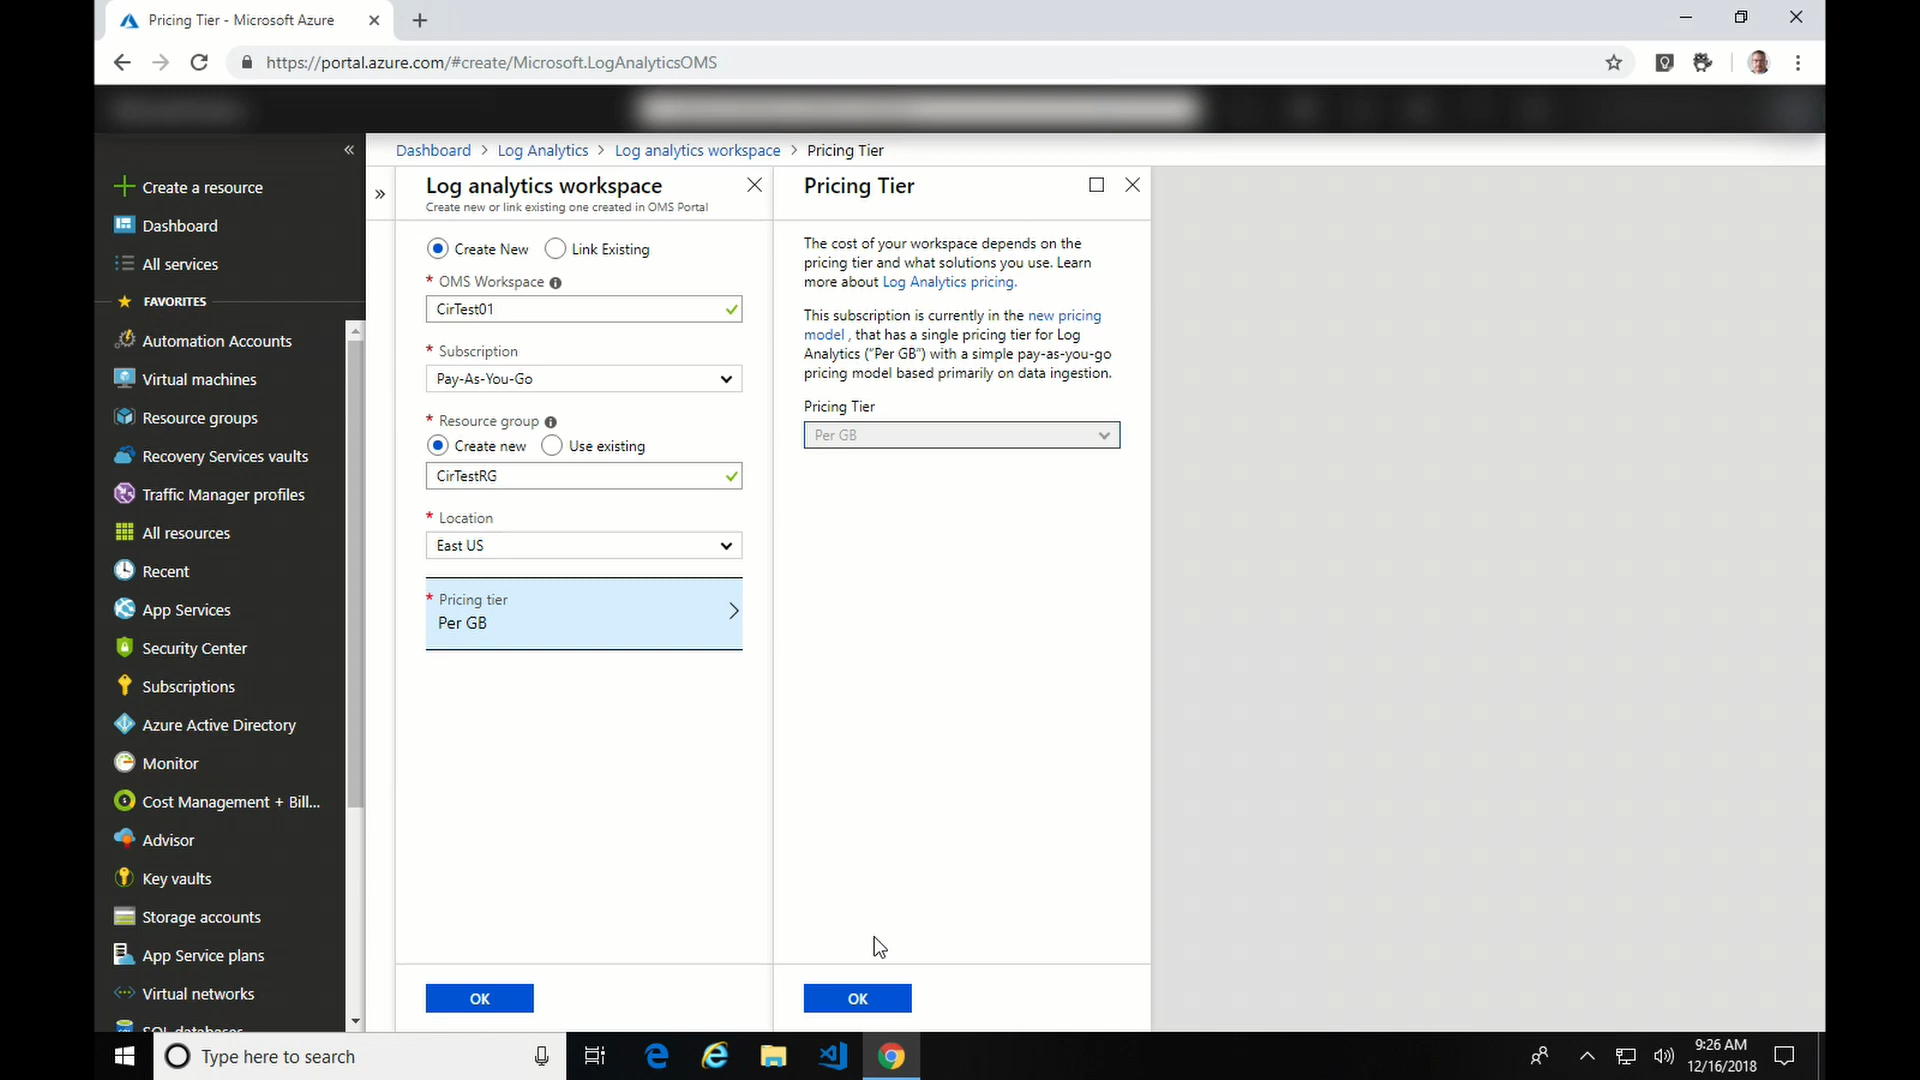 Pricing Tier - Microsoft Azure
https://portal.azure.com/#create/Microsoft.LogAnalyticsOMS
Dashboard > Log Analytics > Log analytics workspace > Pricing Tier
Create a resource
Dashboard
All services
FAVORITES
Automation Accounts
Virtual machines
Resource groups
Recovery Services vaults
Traffic Manager profiles
All resources
Recent
App Services
Security Center
Subscriptions
Azure Active Directory
Monitor
Cost Management + Bill...
Advisor
Key vaults
Storage accounts
App Service plans
Virtual networks
SQL databases
Log analytics workspace
Create new or link existing one created in OMS Portal
Create New Link Existing
* OMS Workspace
CirTest01
* Subscription
Pay-As-You-Go
* Resource group
Create new Use existing
CirTestRG
* Location
East US
* Pricing tier
Per GB
OK
Pricing Tier
The cost of your workspace depends on the
pricing tier and what solutions you use. Learn
more about Log Analytics pricing.
This subscription is currently in the new pricing
model , that has a single pricing tier for Log
Analytics ("Per GB") with a simple pay-as-you-go
pricing model based primarily on data ingestion.
Pricing Tier
Per GB
OK
Type here to search
9:26 AM
12/16/2018